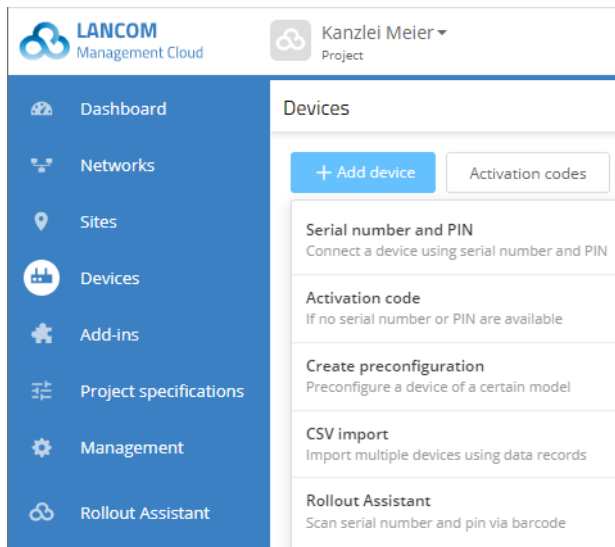 LANCOM
Management Cloud
Kanzlei Meier
Project
Dashboard
Networks
Sites
Devices
Add-ins
Project specifications
Management
Rollout Assistant
Devices
+ Add device
Activation codes
Serial number and PIN
Connect a device using serial number and PIN
Activation code
If no serial number or PIN are available
Create preconfiguration
Preconfigure a device of a certain model
CSV import
Import multiple devices using data records
Rollout Assistant
Scan serial number and pin via barcode